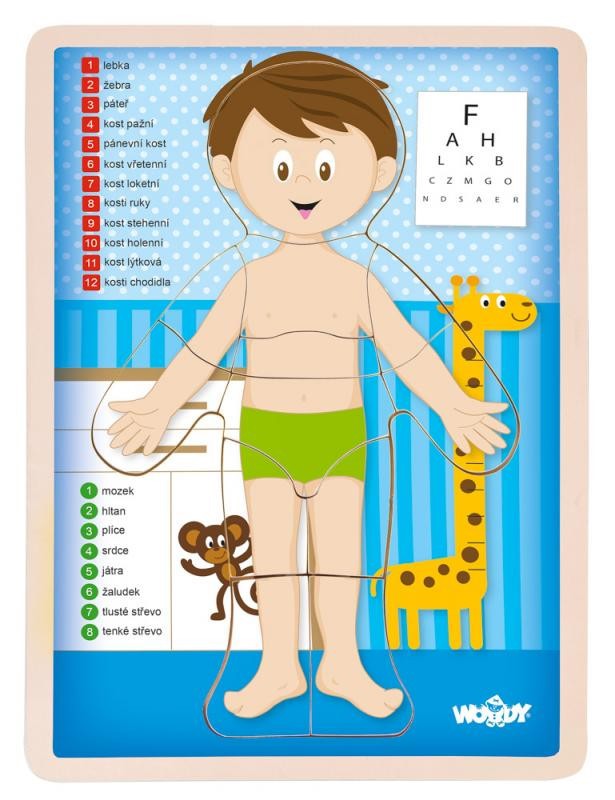 1 lebka
2 žebra
3 páteř
4 kost pažní
5 pánevní kost
6 kost vřetenní
7 kost loketní
8 kosti ruky
9 kost stehenní
10 kost holenní
11 kost lýtková
12 kosti chodidla
F
A H
L K B
C Z M G O
N D S A E R
1 mozek
2 hltan
3 plíce
4 srdce
5 játra
6 žaludek
7 tlusté střevo
8 tenké střevo
WOODY